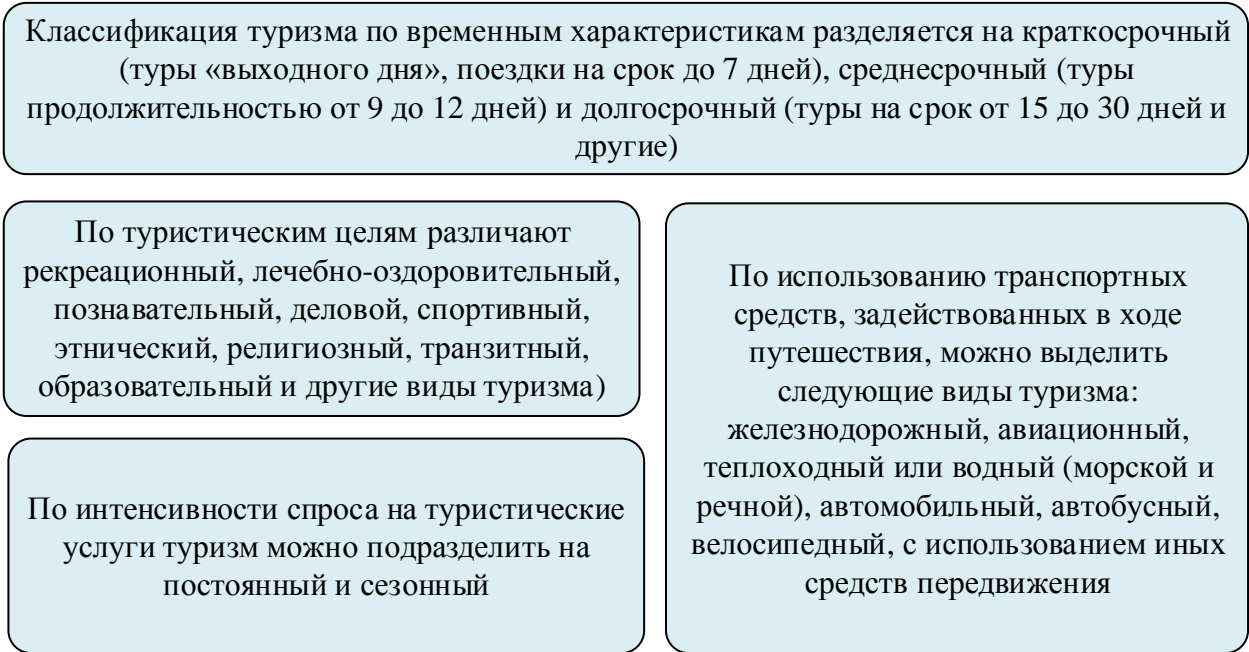 Классификация туризма по временным характеристикам разделяется на краткосрочный
(туры «выходного дня», поездки на срок до 7 дней), среднесрочный (туры
продолжительностью от 9 до 12 дней) и долгосрочный (туры на срок от 15 до 30 дней и
другие)
По туристическим целям различают
рекреационный, лечебно-оздоровительный,
познавательный, деловой, спортивный,
этнический, религиозный, транзитный,
образовательный и другие виды туризма)
По интенсивности спроса на туристические
услуги туризм можно подразделить на
постоянный и сезонный
По использованию транспортных
средств, задействованных в ходе
путешествия, можно выделить
следующие виды туризма:
железнодорожный, авиационный,
теплоходный или водный (морской и
речной), автомобильный, автобусный,
велосипедный, с использованием иных
средств передвижения